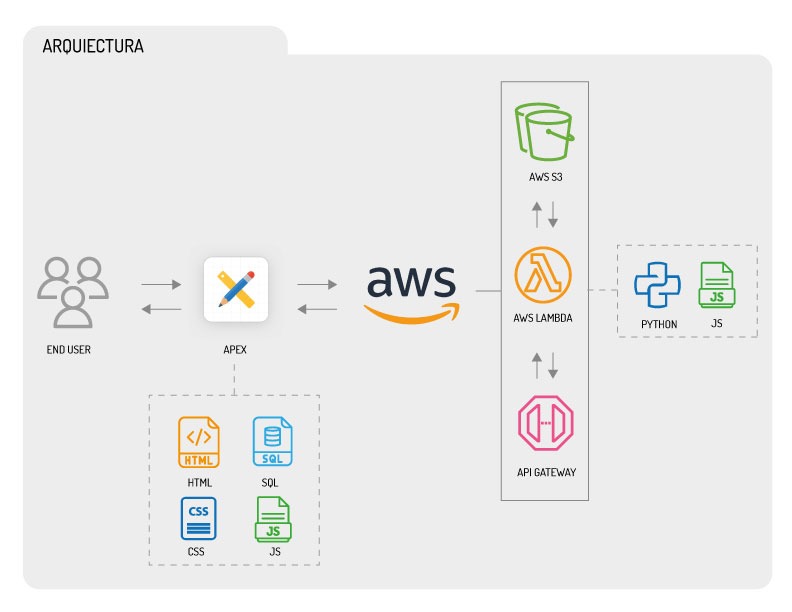 ARQUIECTURA
AWS S3
aws
AWS LAMBDA
END USER
APEX
PYTHON
JS
JS
API GATEWAY
HTML
SQL
HTML
SQL
CSS
JS
CSS
JS